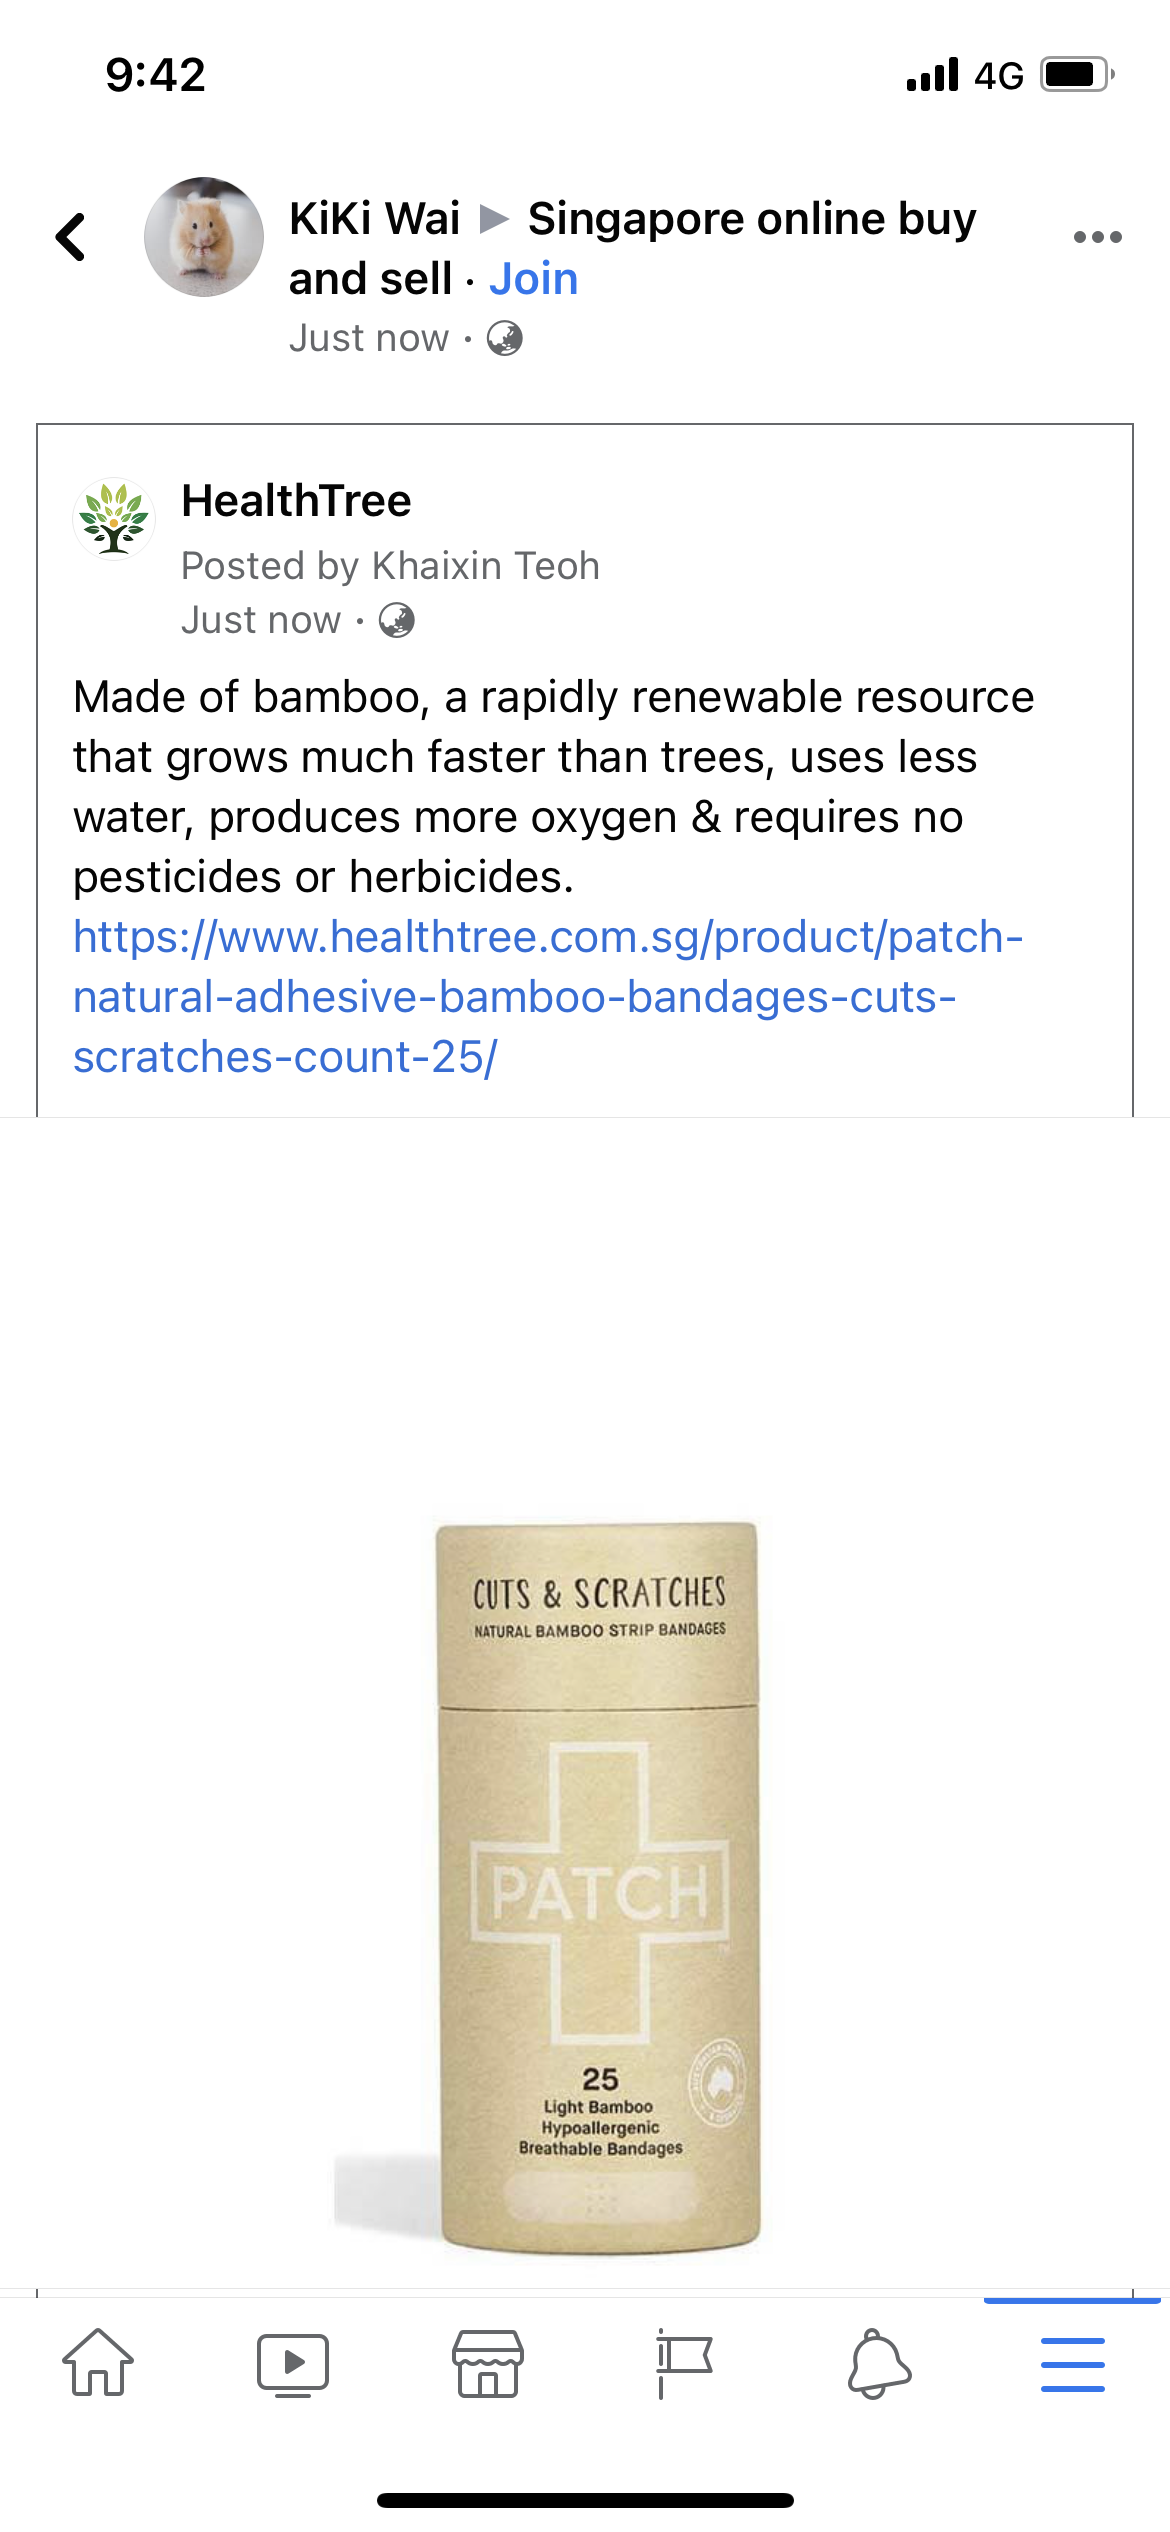 9:42
4G
KiKi Wai ▶ Singapore online buy
and sell · Join
Just now ·
HealthTree
Posted by Khaixin Teoh
Just now ·
Made of bamboo, a rapidly renewable resource
that grows much faster than trees, uses less
water, produces more oxygen & requires no
pesticides or herbicides.
https://www.healthtree.com.sg/product/patch-
natural-adhesive-bamboo-bandages-cuts-
scratches-count-25/
CUTS & SCRATCHES
NATURAL BAMBOO STRIP BANDAGES
PATCH
25
Light Bamboo
Hypoallergenic
Breathable Bandages